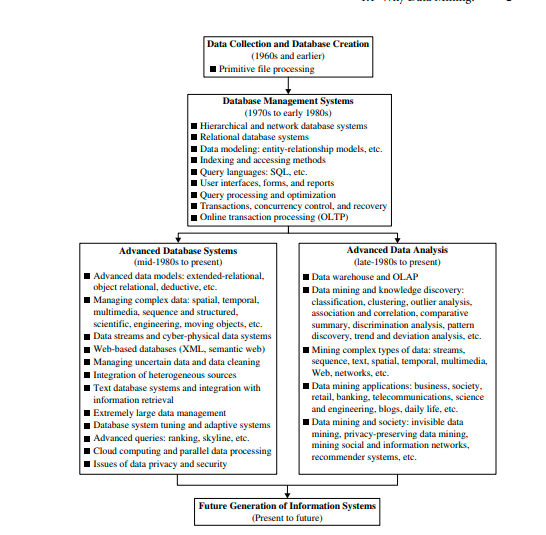 Data Collection and Database Creation
(1960s and earlier)
■ Primitive file processing
Database Management Systems
(1970s to early 1980s)
■ Hierarchical and network database systems
■ Relational database systems
■ Data modeling: entity-relationship models, etc.
■ Indexing and accessing methods
■ Query languages: SQL, etc.
■ User interfaces, forms, and reports
■ Query processing and optimization
■ Transactions, concurrency control, and recovery
■ Online transaction processing (OLTP)
Advanced Database Systems
(mid-1980s to present)
■ Advanced data models: extended-relational,
object relational, deductive, etc.
■ Managing complex data: spatial, temporal,
multimedia, sequence and structured,
scientific, engineering, moving objects, etc.
■ Data streams and cyber-physical data systems
■ Web-based databases (XML, semantic web)
■ Managing uncertain data and data cleaning
■ Integration of heterogeneous sources
■ Text database systems and integration with
information retrieval
■ Extremely large data management
■ Database system tuning and adaptive systems
■ Advanced queries: ranking, skyline, etc.
■ Cloud computing and parallel data processing
■ Issues of data privacy and security
Advanced Data Analysis
(late-1980s to present)
■ Data warehouse and OLAP
■ Data mining and knowledge discovery:
classification, clustering, outlier analysis,
association and correlation, comparative
summary, discrimination analysis, pattern
discovery, trend and deviation analysis, etc.
■ Mining complex types of data: streams,
sequence, text, spatial, temporal, multimedia,
Web, networks, etc.
■ Data mining applications: business, society,
retail, banking, telecommunications, science
and engineering, blogs, daily life, etc.
■ Data mining and society: invisible data
mining, privacy-preserving data mining,
mining social and information networks,
recommender systems, etc.
Future Generation of Information Systems
(Present to future)